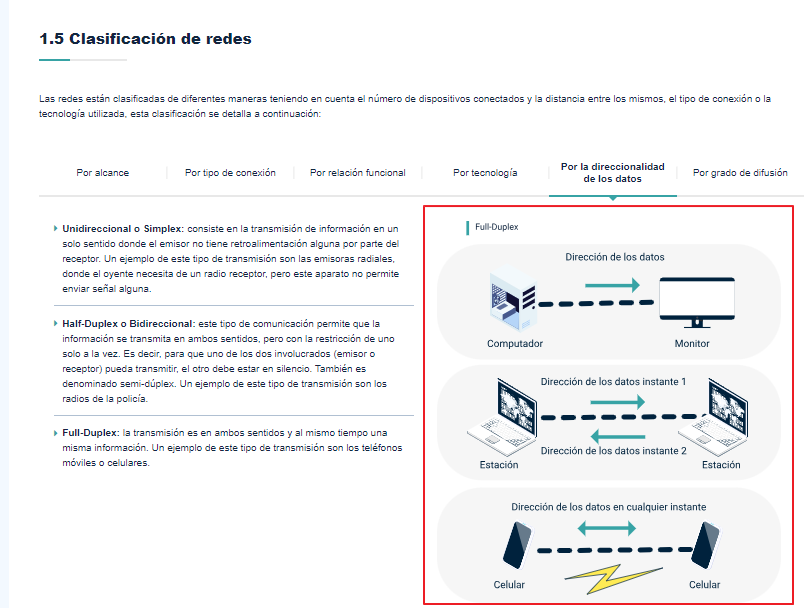 1.5 Clasificación de redes
Las redes están clasificadas de diferentes maneras teniendo en cuenta el número de dispositivos conectados y la distancia entre los mismos, el tipo de conexión o la
tecnología utilizada, esta clasificación se detalla a continuación:
Por alcance
Por tipo de conexión
Por relación funcional
Por tecnología
Por la direccionalidad
de los datos
Por grado de difusión
Unidireccional o Simplex: consiste en la transmisión de información en un
solo sentido donde el emisor no tiene retroalimentación alguna por parte del
receptor. Un ejemplo de este tipo de transmisión son las emisoras radiales,
donde el oyente necesita de un radio receptor, pero este aparato no permite
enviar señal alguna.
Half-Duplex o Bidireccional: este tipo de comunicación permite que la
información se transmita en ambos sentidos, pero con la restricción de uno
solo a la vez. Es decir, para que uno de los dos involucrados (emisor o
receptor) pueda transmitir, el otro debe estar en silencio. También es
denominado semi-dúplex. Un ejemplo de este tipo de transmisión son los
radios de la policía.
Full-Duplex: la transmisión es en ambos sentidos y al mismo tiempo una
misma información. Un ejemplo de este tipo de transmisión son los teléfonos
móviles o celulares.
Full-Duplex
Dirección de los datos
Computador
Monitor
Dirección de los datos instante 1
Dirección de los datos instante 2
Estación
Estación
Dirección de los datos en cualquier instante
Celular
Celular